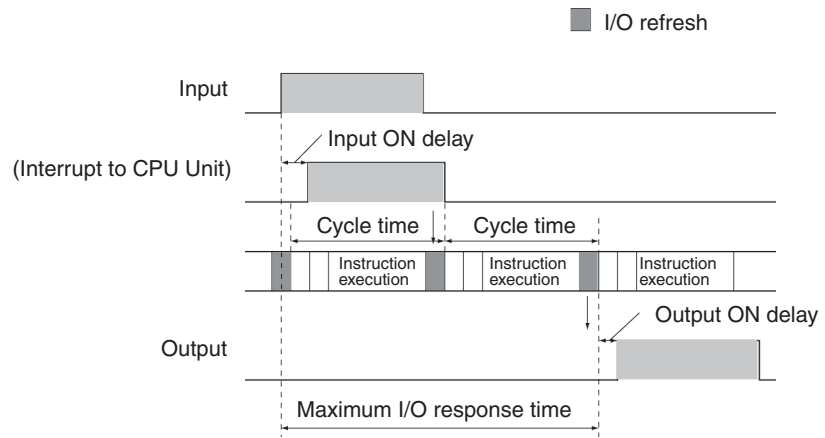 I/O refresh
Input
Input ON delay
(Interrupt to CPU Unit)
Cycle time
Cycle time
Instruction
execution
Instruction
execution
Instruction
execution
Output ON delay
Output
Maximum I/O response time